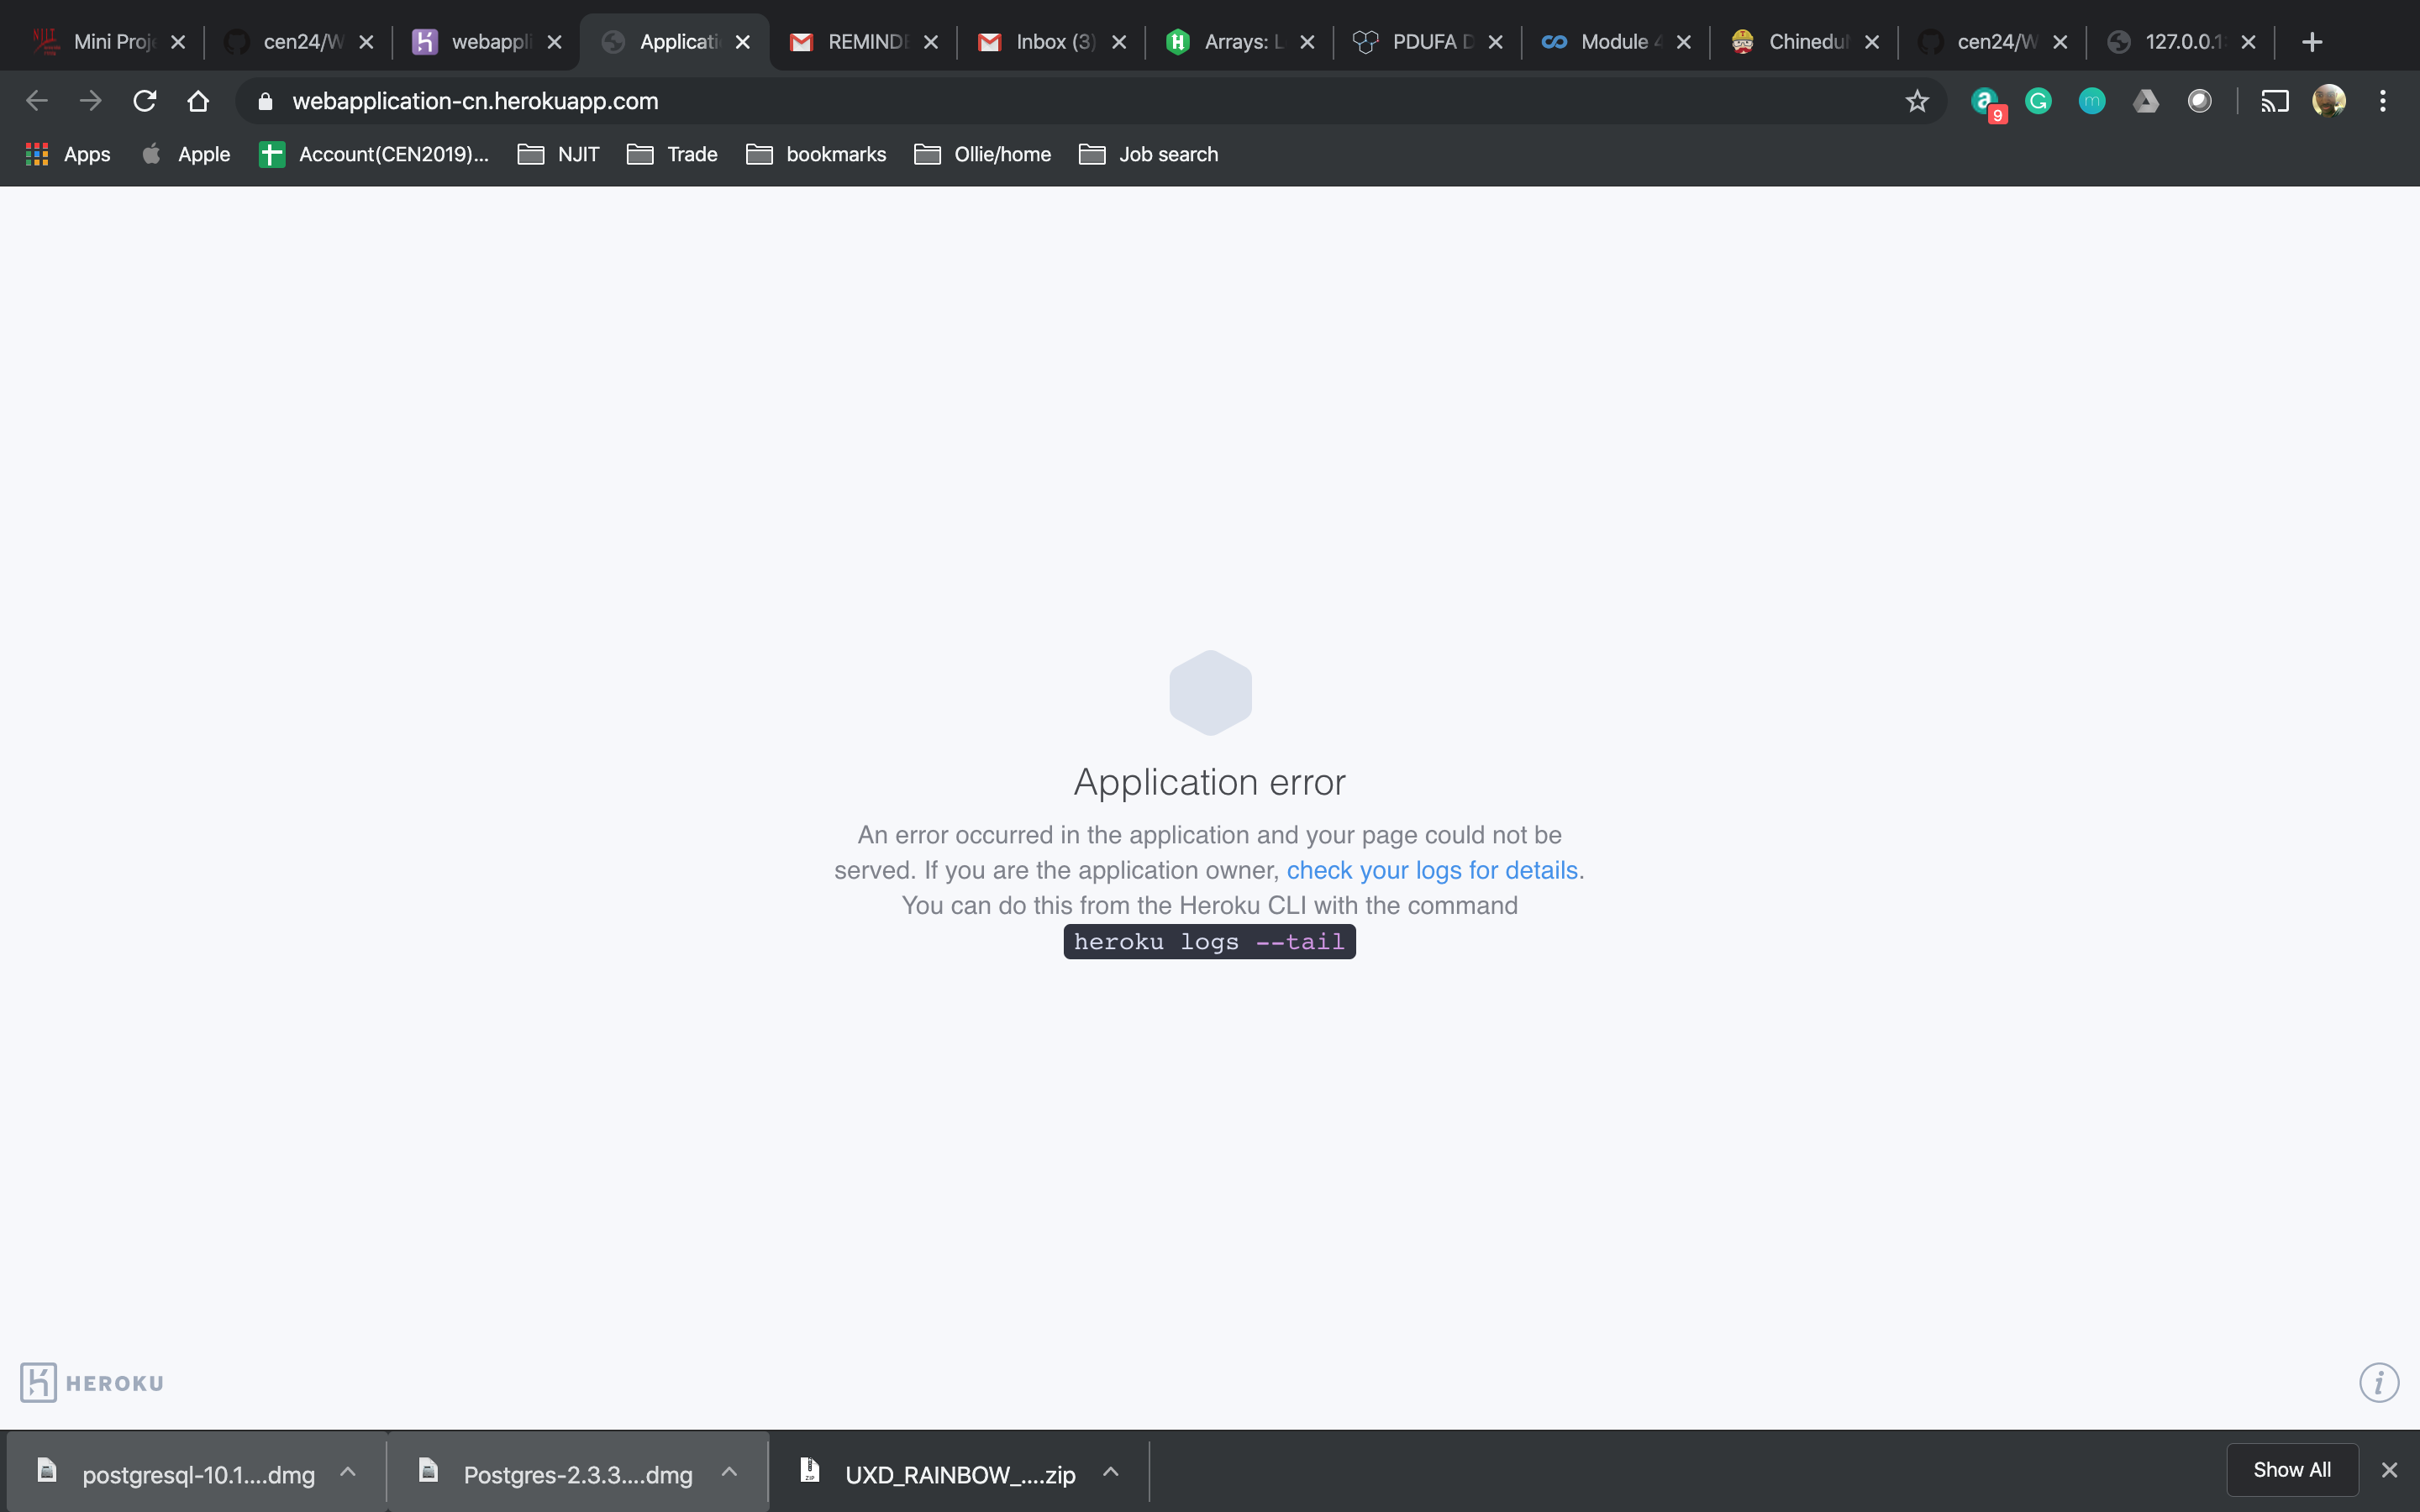 Mini Proje
cen24/W
webappli
Applicati
REMINDE
Inbox (3)
Arrays: L
PDUFA D
Module 4
Chinedu
cen24/W
127.0.0.1
webapplication-cn.herokuapp.com
9
Apps
Apple
Account(CEN2019)...
NJIT
Trade
bookmarks
Ollie/home
Job search
Application error
An error occurred in the application and your page could not be
served. If you are the application owner, check your logs for details.
You can do this from the Heroku CLI with the command
heroku logs --tail
HEROKU
postgresql-10.1....dmg
Postgres-2.3.3....dmg
UXD_RAINBOW_....zip
Show All